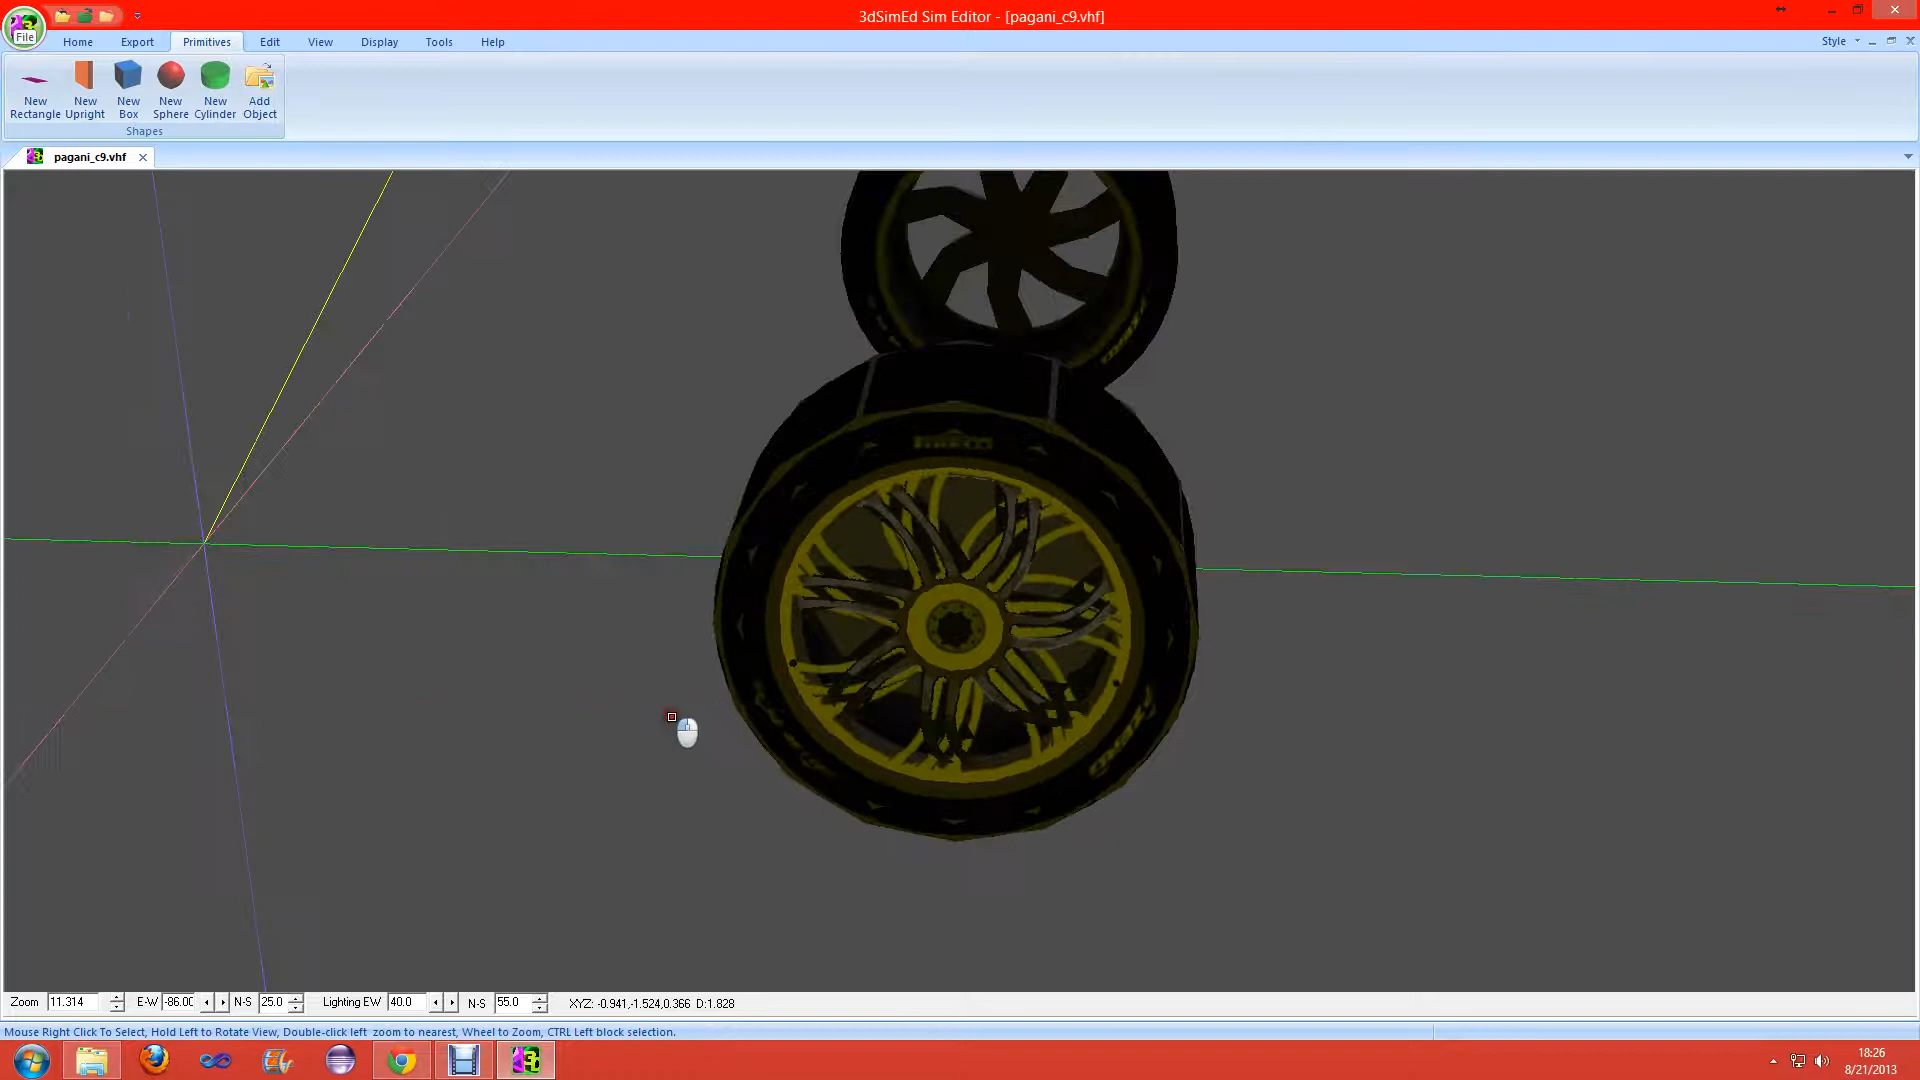 3dSimEd Sim Editor - [pagani_c9.vhf]
File
Home Export Primitives Edit View Display Tools Help
Style
New Rectangle
New Upright
New Box
New Sphere
New Cylinder
Add Object
Shapes
pagani_c9.vhf
Zoom 11.314 E-W -86.00 N-S 25.0 Lighting EW 40.0 N-S 55.0 XYZ: -0.941,-1.524,0.366 D:1.828
Mouse Right Click To Select, Hold Left to Rotate View, Double-click left zoom to nearest, Wheel to Zoom, CTRL Left block selection.
18:26
8/21/2013